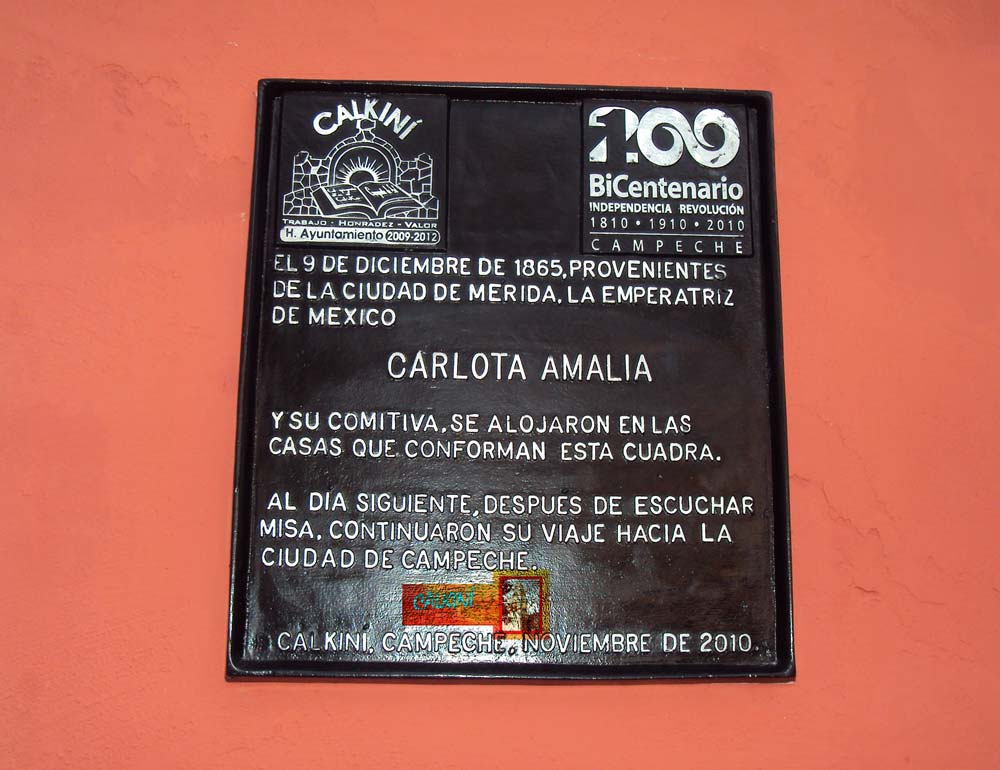 CALKINÍ
TRABAJO - HONRADEZ - VALOR
H. Ayuntamiento 2009-2012
200
BiCentenario
INDEPENDENCIA REVOLUCIÓN
1810 • 1910 • 2010
CAMPECHE
EL 9 DE DICIEMBRE DE 1865, PROVENIENTES
DE LA CIUDAD DE MERIDA, LA EMPERATRIZ
DE MEXICO
CARLOTA AMALIA
Y SU COMITIVA, SE ALOJARON EN LAS
CASAS QUE CONFORMAN ESTA CUADRA.
AL DIA SIGUIENTE, DESPUES DE ESCUCHAR
MISA, CONTINUARON SU VIAJE HACIA LA
CIUDAD DE CAMPECHE.
CALKINÍ
CALKINI, CAMPECHE, NOVIEMBRE DE 2010.